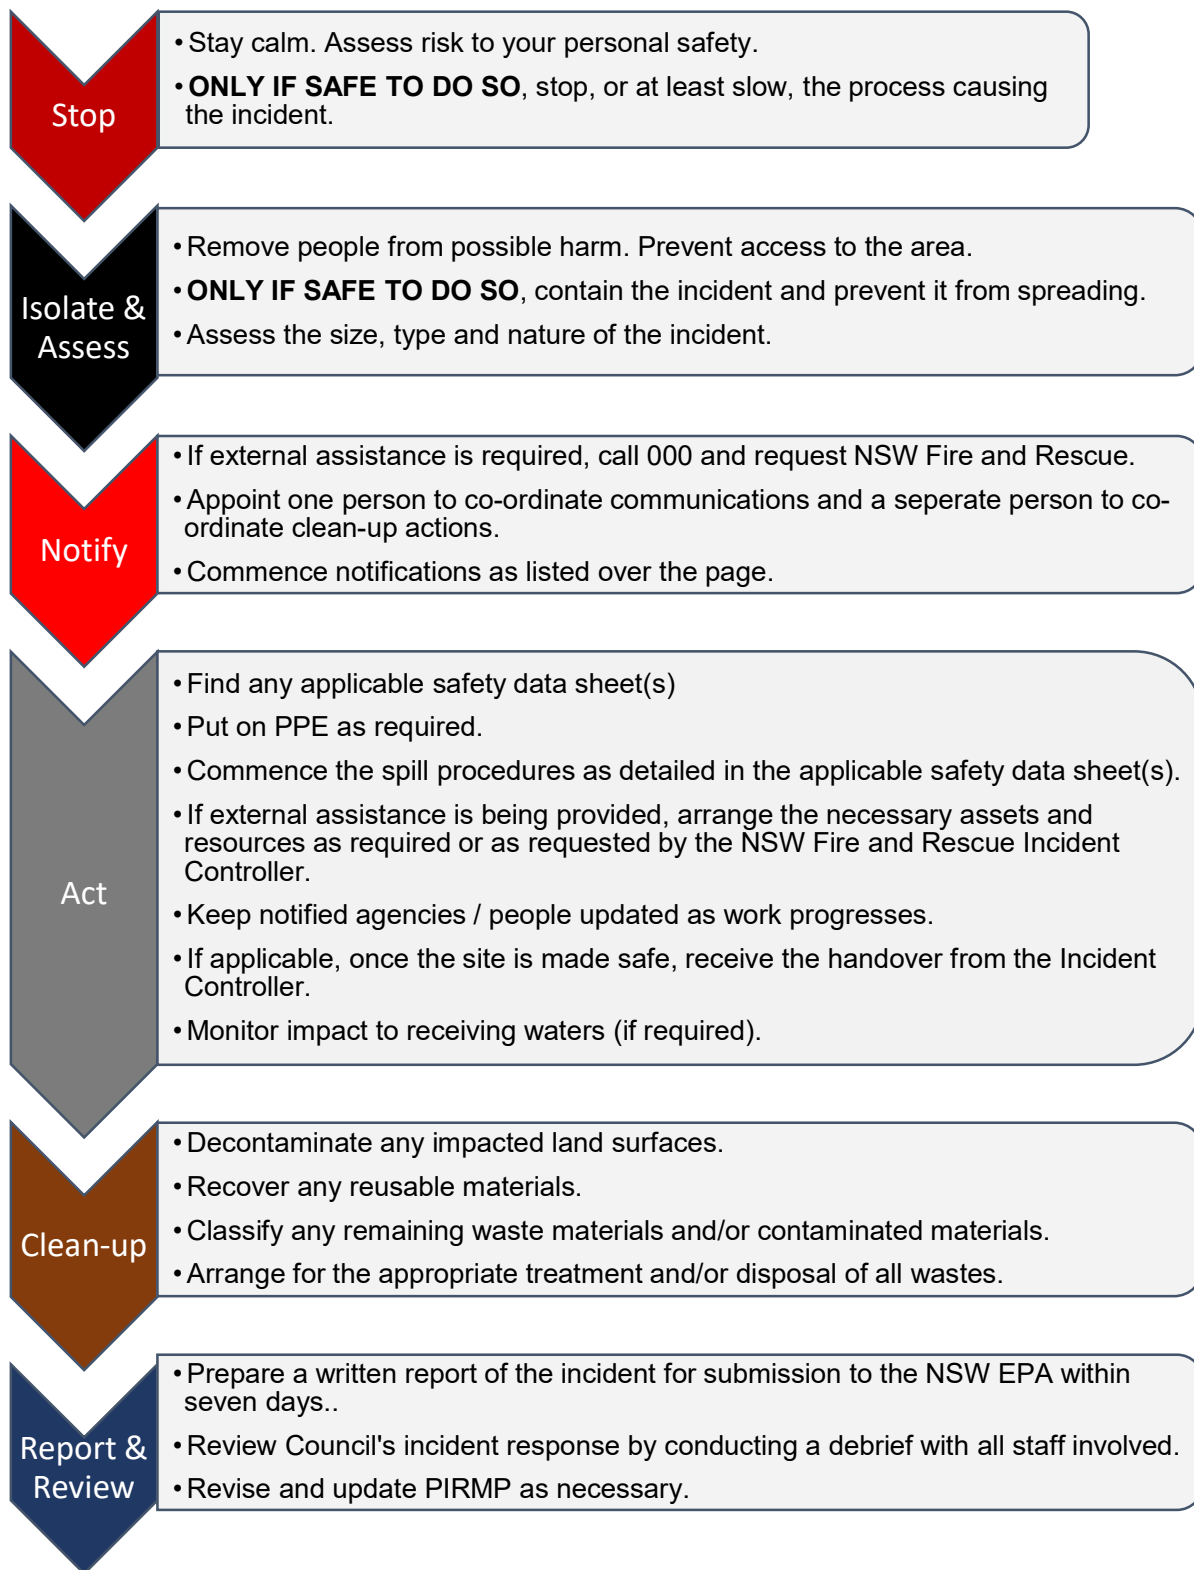 Stop
• Stay calm. Assess risk to your personal safety.
• ONLY IF SAFE TO DO SO, stop, or at least slow, the process causing
the incident.
Isolate &
Assess
• Remove people from possible harm. Prevent access to the area.
• ONLY IF SAFE TO DO SO, contain the incident and prevent it from spreading.
• Assess the size, type and nature of the incident.
Notify
• If external assistance is required, call 000 and request NSW Fire and Rescue.
• Appoint one person to co-ordinate communications and a seperate person to co-
ordinate clean-up actions.
• Commence notifications as listed over the page.
Act
• Find any applicable safety data sheet(s)
• Put on PPE as required.
• Commence the spill procedures as detailed in the applicable safety data sheet(s).
• If external assistance is being provided, arrange the necessary assets and
resources as required or as requested by the NSW Fire and Rescue Incident
Controller.
• Keep notified agencies / people updated as work progresses.
• If applicable, once the site is made safe, receive the handover from the Incident
Controller.
• Monitor impact to receiving waters (if required).
Clean-up
• Decontaminate any impacted land surfaces.
• Recover any reusable materials.
• Classify any remaining waste materials and/or contaminated materials.
• Arrange for the appropriate treatment and/or disposal of all wastes.
Report &
Review
• Prepare a written report of the incident for submission to the NSW EPA within
seven days..
• Review Council's incident response by conducting a debrief with all staff involved.
• Revise and update PIRMP as necessary.